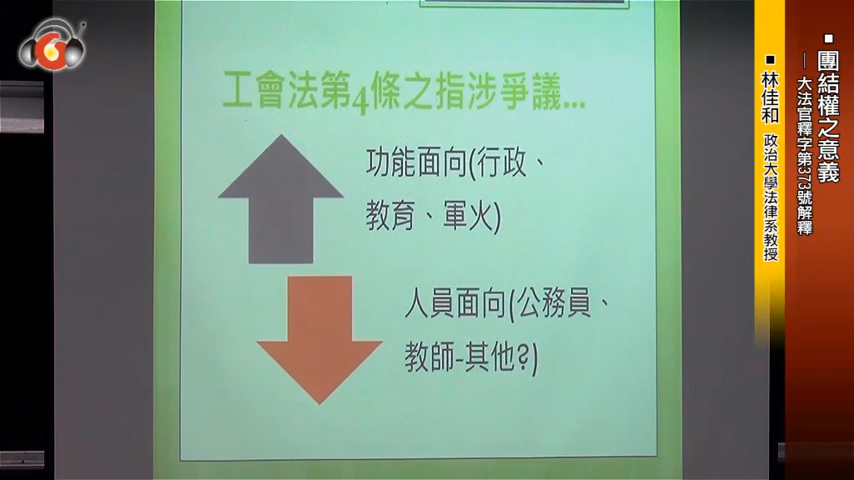 工會法第4條之指涉爭議...
功能面向(行政、
教育、軍火)
人員面向(公務員、
教師-其他?)
■ 團結權之意義
─ 大法官釋字第373號解釋
■ 林佳和 政治大學法律系教授